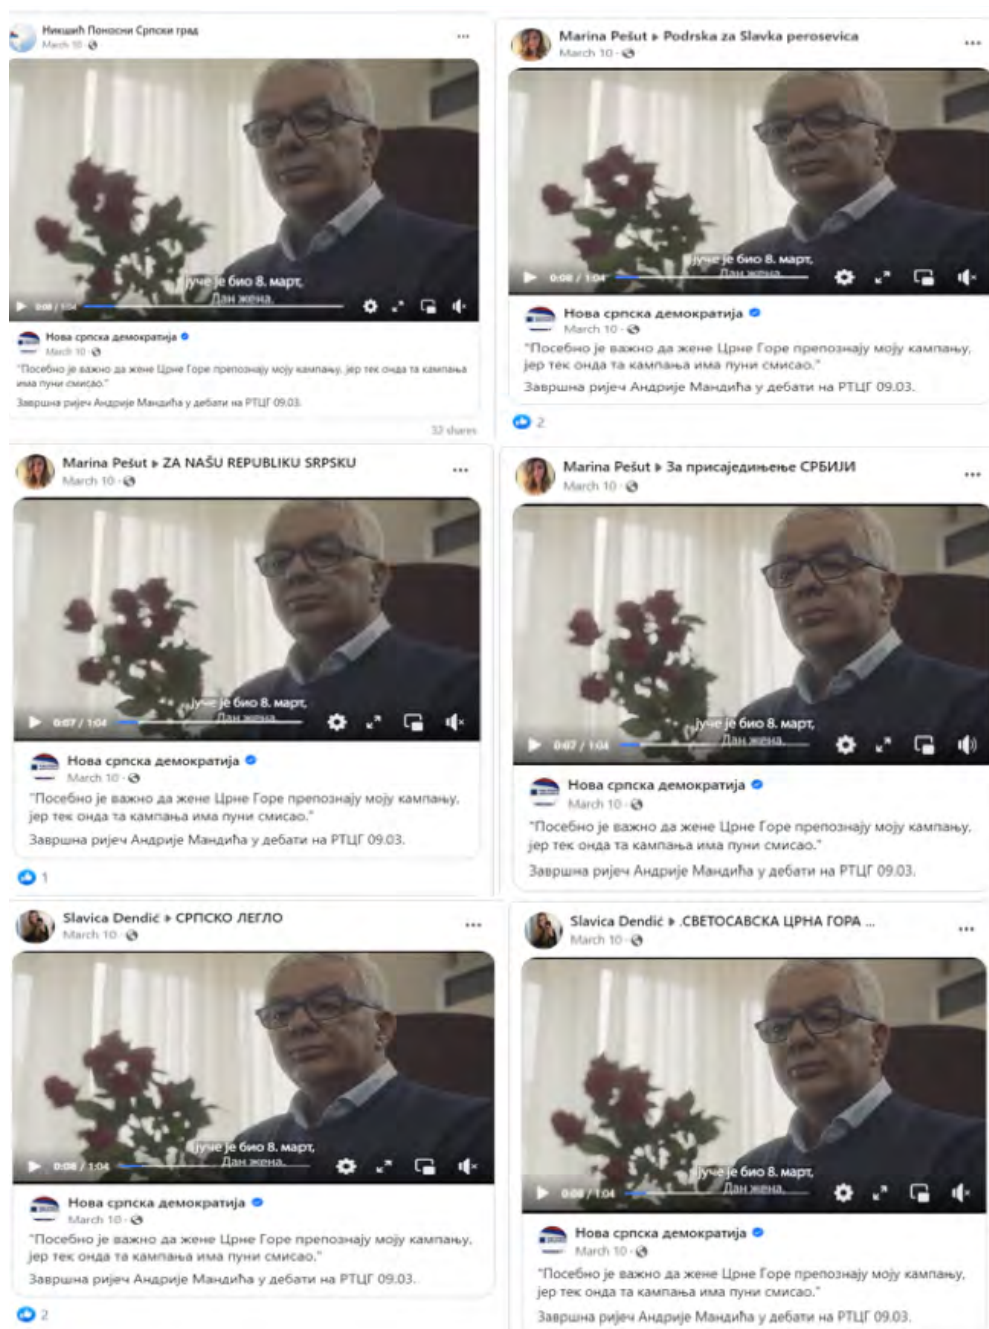 Никшић Поносни Српски град
March 10
јуче је био 8. март,
Дан жена.
0:08 / 1:04
Нова српска демократија
March 10
"Посебно је важно да жене Црне Горе препознају моју кампању, јер тек онда та кампања
има пуни смисао."
Завршна ријеч Андрије Мандића у дебати на РТЦГ 09.03.
32 shares
Marina Pešut ▸ Podrska za Slavka perosevica
March 10
јуче је био 8. март,
Дан жена.
0:08 / 1:04
Нова српска демократија
March 10
"Посебно је важно да жене Црне Горе препознају моју кампању,
јер тек онда та кампања има пуни смисао."
Завршна ријеч Андрије Мандића у дебати на РТЦГ 09.03.
2
Marina Pešut ▸ ZA NAŠU REPUBLIKU SRPSKU
March 10
јуче је био 8. март,
Дан жена.
0:07 / 1:04
Нова српска демократија
March 10
"Посебно је важно да жене Црне Горе препознају моју кампању,
јер тек онда та кампања има пуни смисао."
Завршна ријеч Андрије Мандића у дебати на РТЦГ 09.03.
1
Marina Pešut ▸ За присаједињење СРБИЈИ
March 10
јуче је био 8. март,
Дан жена.
0:07 / 1:04
Нова српска демократија
March 10
"Посебно је важно да жене Црне Горе препознају моју кампању,
јер тек онда та кампања има пуни смисао."
Завршна ријеч Андрије Мандића у дебати на РТЦГ 09.03.
Slavica Dendić ▸ СРПСКО ЛЕГЛО
March 10
јуче је био 8. март,
Дан жена.
0:08 / 1:04
Нова српска демократија
March 10
"Посебно је важно да жене Црне Горе препознају моју кампању,
јер тек онда та кампања има пуни смисао."
Завршна ријеч Андрије Мандића у дебати на РТЦГ 09.03.
2
Slavica Dendić ▸ .СВЕТОСАВСКА ЦРНА ГОРА ...
March 10
јуче је био 8. март,
Дан жена.
0:08 / 1:04
Нова српска демократија
March 10
"Посебно је важно да жене Црне Горе препознају моју кампању,
јер тек онда та кампања има пуни смисао."
Завршна ријеч Андрије Мандића у дебати на РТЦГ 09.03.